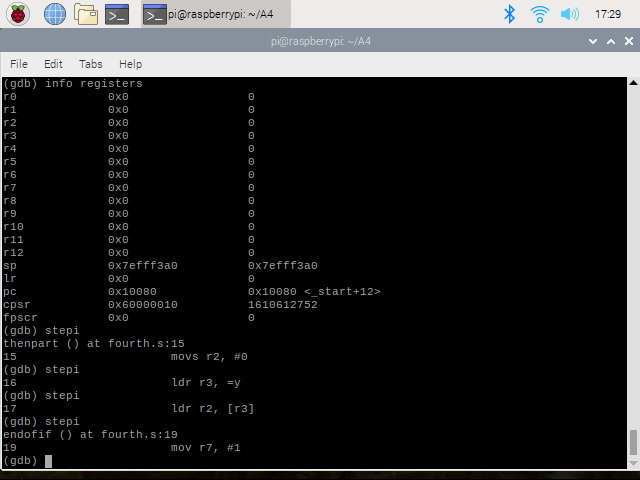 pi@raspberrypi: ~/A4
17:29
pi@raspberrypi: ~/A4
File Edit Tabs Help
(gdb) info registers
r0 0x0 0
r1 0x0 0
r2 0x0 0
r3 0x0 0
r4 0x0 0
r5 0x0 0
r6 0x0 0
r7 0x0 0
r8 0x0 0
r9 0x0 0
r10 0x0 0
r11 0x0 0
r12 0x0 0
sp 0x7efff3a0 0x7efff3a0
lr 0x0 0
pc 0x10080 0x10080 <_start+12>
cpsr 0x60000010 1610612752
fpscr 0x0 0
(gdb) stepi
thenpart () at fourth.s:15
15 movs r2, #0
(gdb) stepi
16 ldr r3, =y
(gdb) stepi
17 ldr r2, [r3]
(gdb) stepi
endofif () at fourth.s:19
19 mov r7, #1
(gdb)